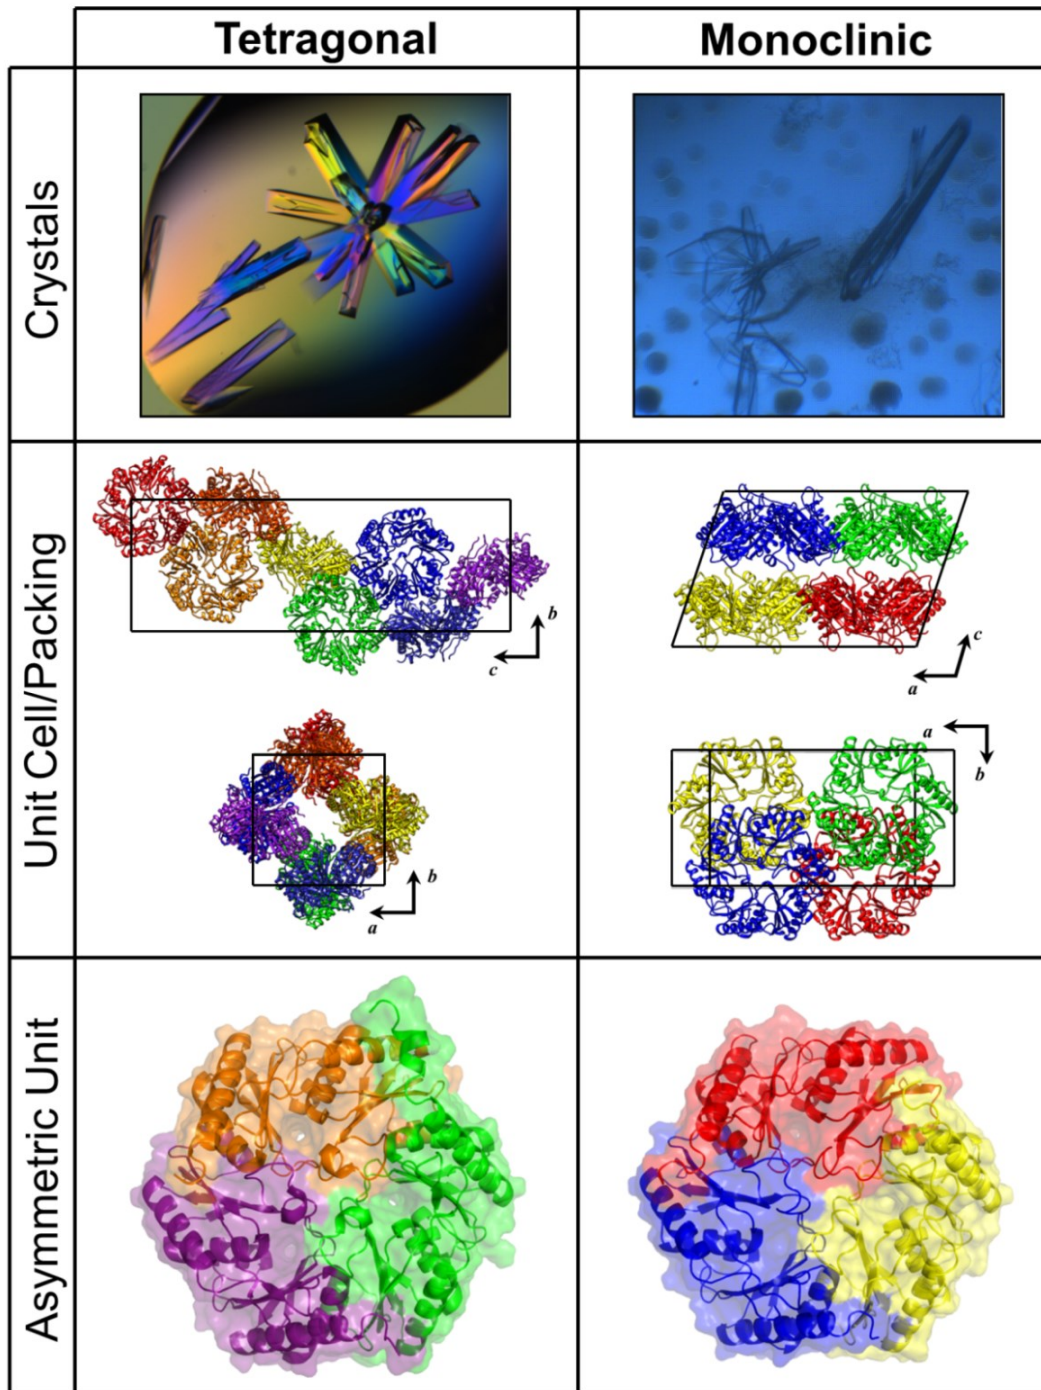 Tetragonal
Monoclinic
Crystals
Unit Cell/Packing
b
c
c
a
b
a
a
b
Asymmetric Unit